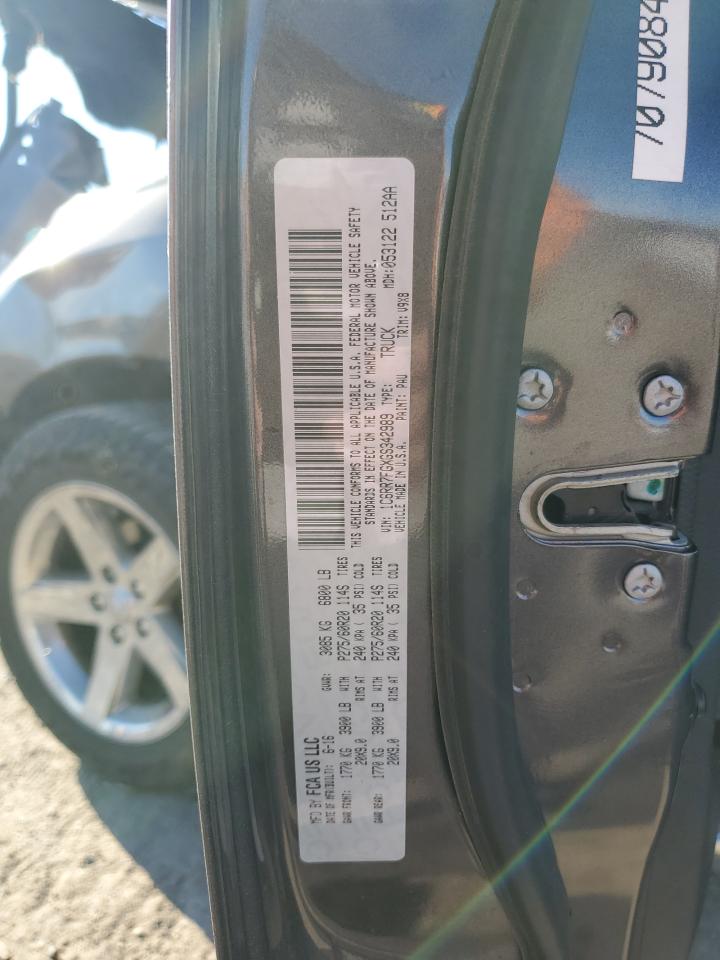 MFD BY FCA US LLC
DATE OF MFR(BUILT): 6-16
GVWR: 3085 KG 6800 LB
GAWR FRONT: 1770 KG 3900 LB WITH P275/60R20 114S TIRES
20X9.0 RIMS AT 240 KPA ( 35 PSI) COLD
GAWR REAR: 1770 KG 3900 LB WITH P275/60R20 114S TIRES
20X9.0 RIMS AT 240 KPA ( 35 PSI) COLD
THIS VEHICLE CONFORMS TO ALL APPLICABLE U.S.A. FEDERAL MOTOR VEHICLE SAFETY
STANDARDS IN EFFECT ON THE DATE OF MANUFACTURE SHOWN ABOVE.
VIN: 1C6RR7FGXGS342989 TYPE: TRUCK MDH:053122 512AA
VEHICLE MADE IN U.S.A. PAINT: PAU TRIM: V9X8